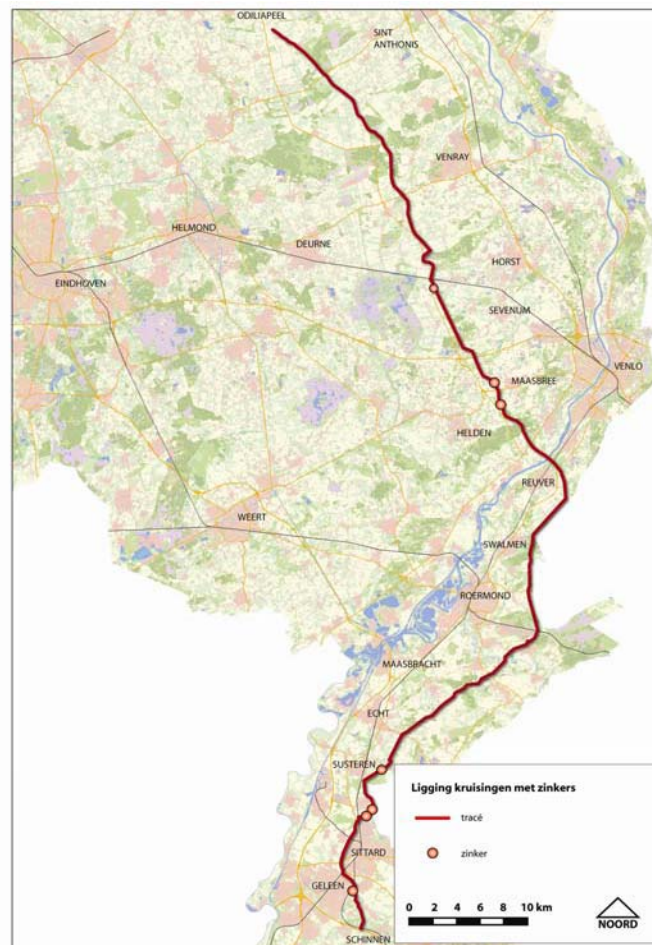 ODILIAPEEL
SINT
ANTHONIS
VENRAY
HELMOND
DEURNE
HORST
EINDHOVEN
SEVENUM
VENLO
MAASBREE
HELDEN
REUVER
WEERT
SWALMEN
ROERMOND
MAASBRACHT
ECHT
SUSTEREN
SITTARD
GELEEN
SCHINNEN
Ligging kruisingen met zinkers
tracé
zinker
0 2 4 6 8 10 km
NOORD